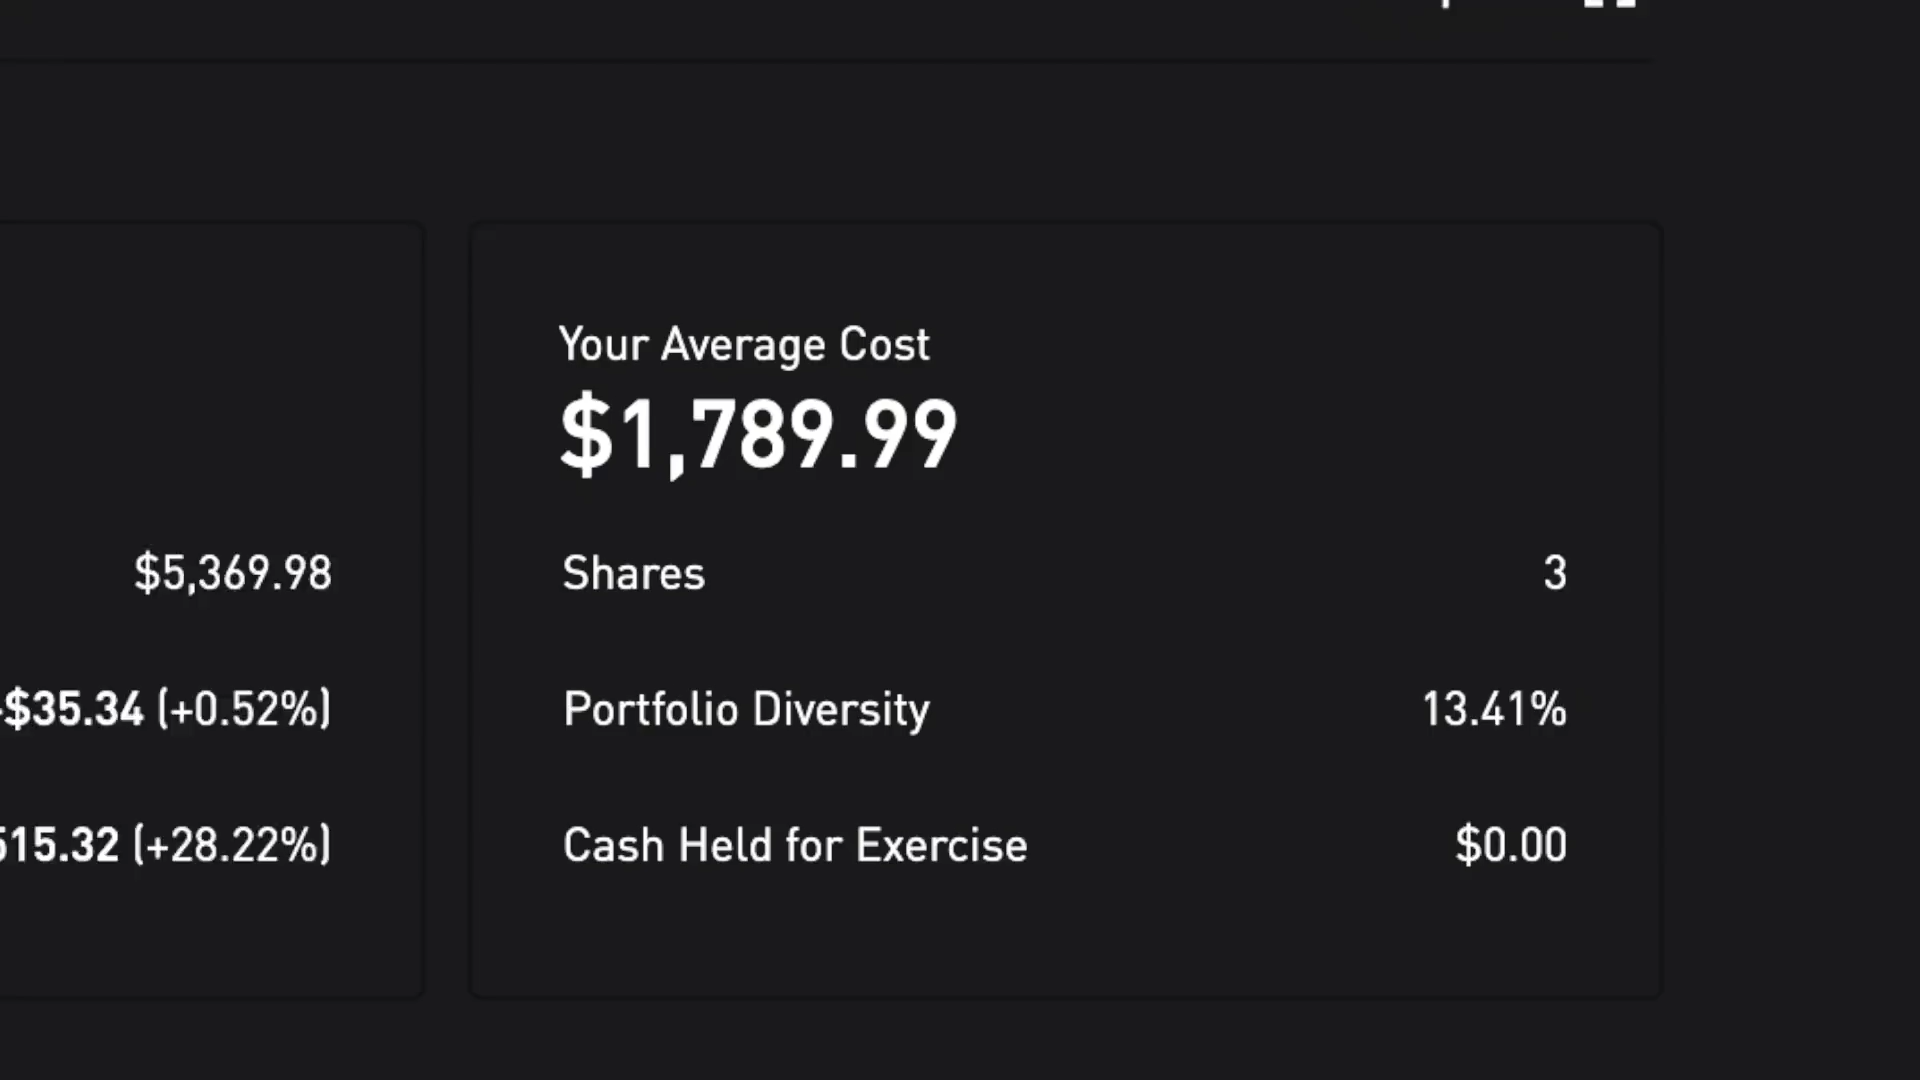 $5,369.98
$35.34 (+0.52%)
515.32 (+28.22%)
Your Average Cost
$1,789.99
Shares 3
Portfolio Diversity 13.41%
Cash Held for Exercise $0.00